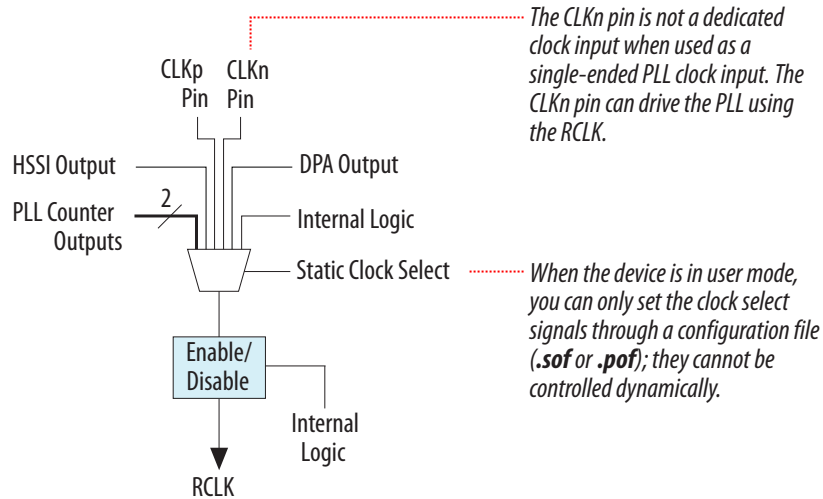 CLKp Pin
CLKn Pin
The CLKn pin is not a dedicated
clock input when used as a
single-ended PLL clock input. The
CLKn pin can drive the PLL using
the RCLK.
HSSI Output
DPA Output
2
PLL Counter
Outputs
Internal Logic
Static Clock Select
When the device is in user mode,
you can only set the clock select
signals through a configuration file
(.sof or .pof); they cannot be
controlled dynamically.
Enable/
Disable
Internal
Logic
RCLK